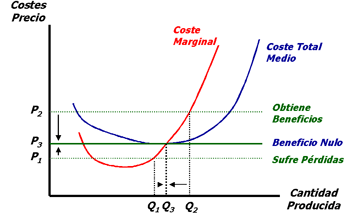 Costes
Precio
Coste
Marginal
Coste Total
Medio
P2
Obtiene
Beneficios
P3
Beneficio Nulo
P1
Sufre Pérdidas
Q1 Q3 Q2
Cantidad
Producida